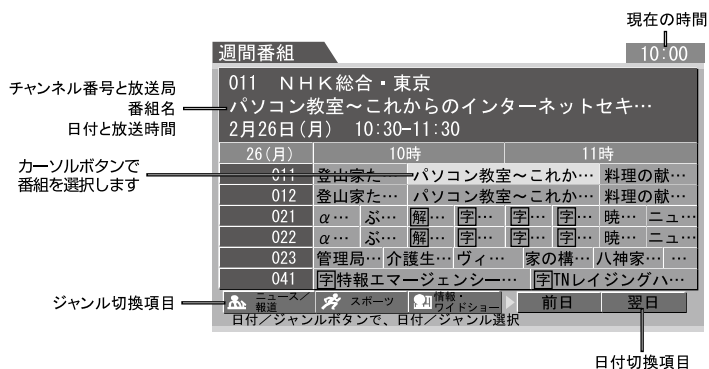 現在の時間
週間番組
10:00
チャンネル番号と放送局
番組名
日付と放送時間
011 NHK総合・東京
パソコン教室～これからのインターネットセキ…
2月26日(月) 10:30-11:30
カーソルボタンで
番組を選択します
26(月) 10時 11時
011 登山家た… パソコン教室～これか… 料理の献…
012 登山家た… パソコン教室～これか… 料理の献…
021 α… ぶ… 解… 字… 字… 字… 暁… ニュ…
022 α… ぶ… 解… 字… 字… 字… 暁… ニュ…
023 管理局… 介護生… ヴィ… 家の構… 八神家… …
041 字特報エマージェンシー… 字TNレイジングハ…
ジャンル切換項目
ニュース／報道 スポーツ 情報・ワイドショー 前日 翌日
日付／ジャンルボタンで、日付／ジャンル選択
日付切換項目